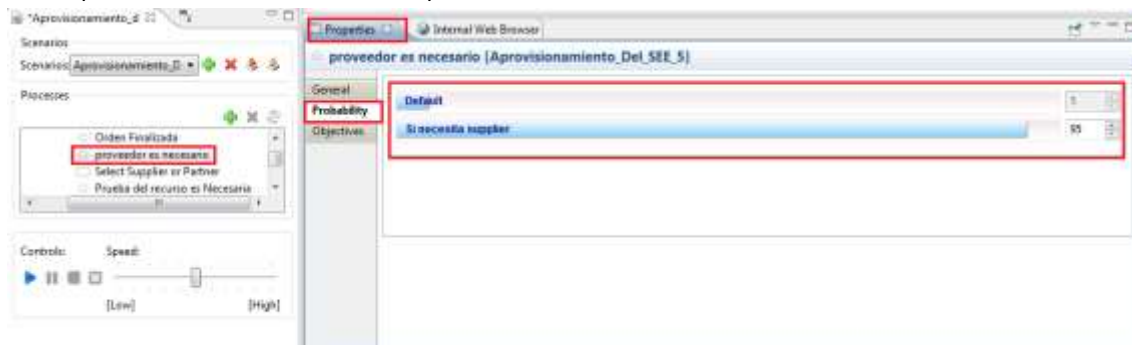 *Aprovisionamiento_d
Scenarios
Scenarios: Aprovisionamiento_D
Processes
Orden Finalizada
proveedor es necesario
Select Supplier or Partner
Prueba del recurso es Necesaria
Controls: Speed:
[Low] [High]
Properties Internal Web Browser
proveedor es necesario [Aprovisionamiento_Del_SEE_S]
General
Probability
Objectives
Default 5
Si necesita supplier 95